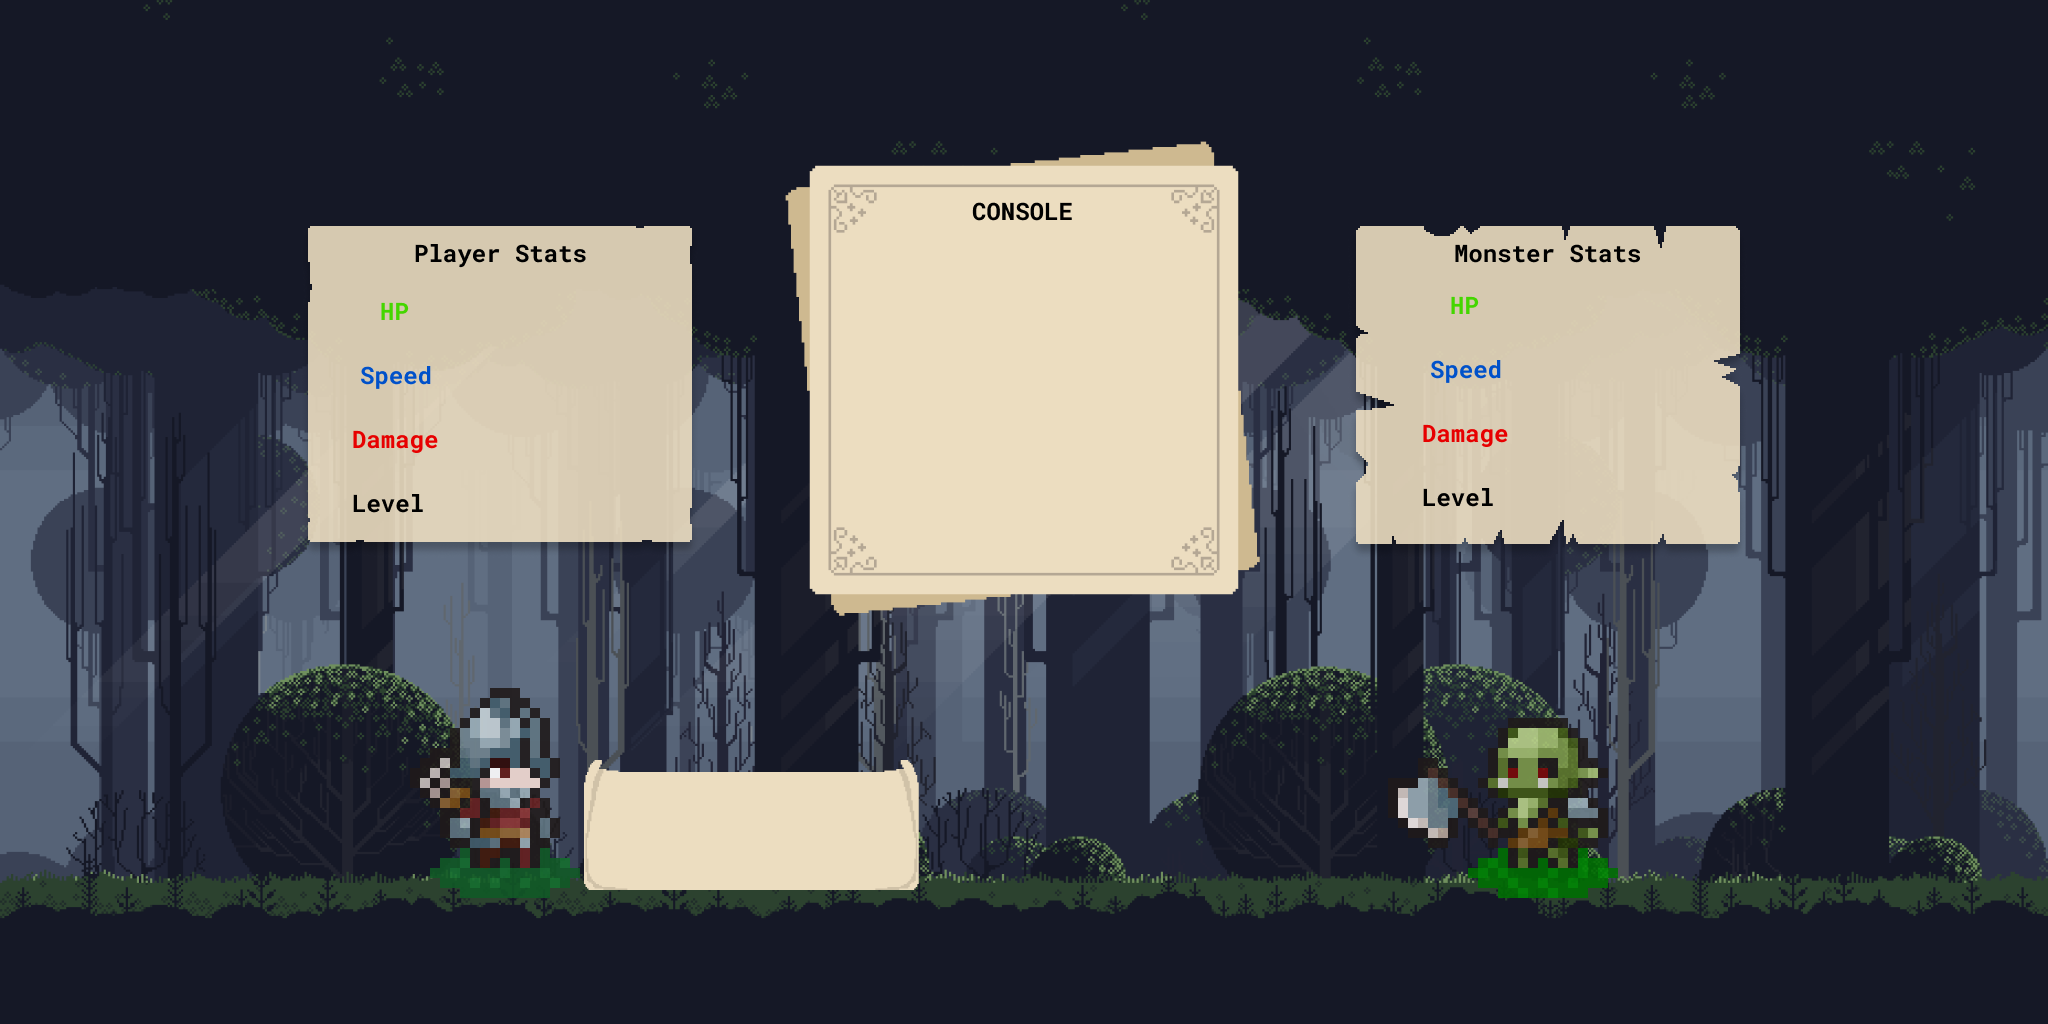 Player Stats
HP
Speed
Damage
Level
CONSOLE
Monster Stats
HP
Speed
Damage
Level